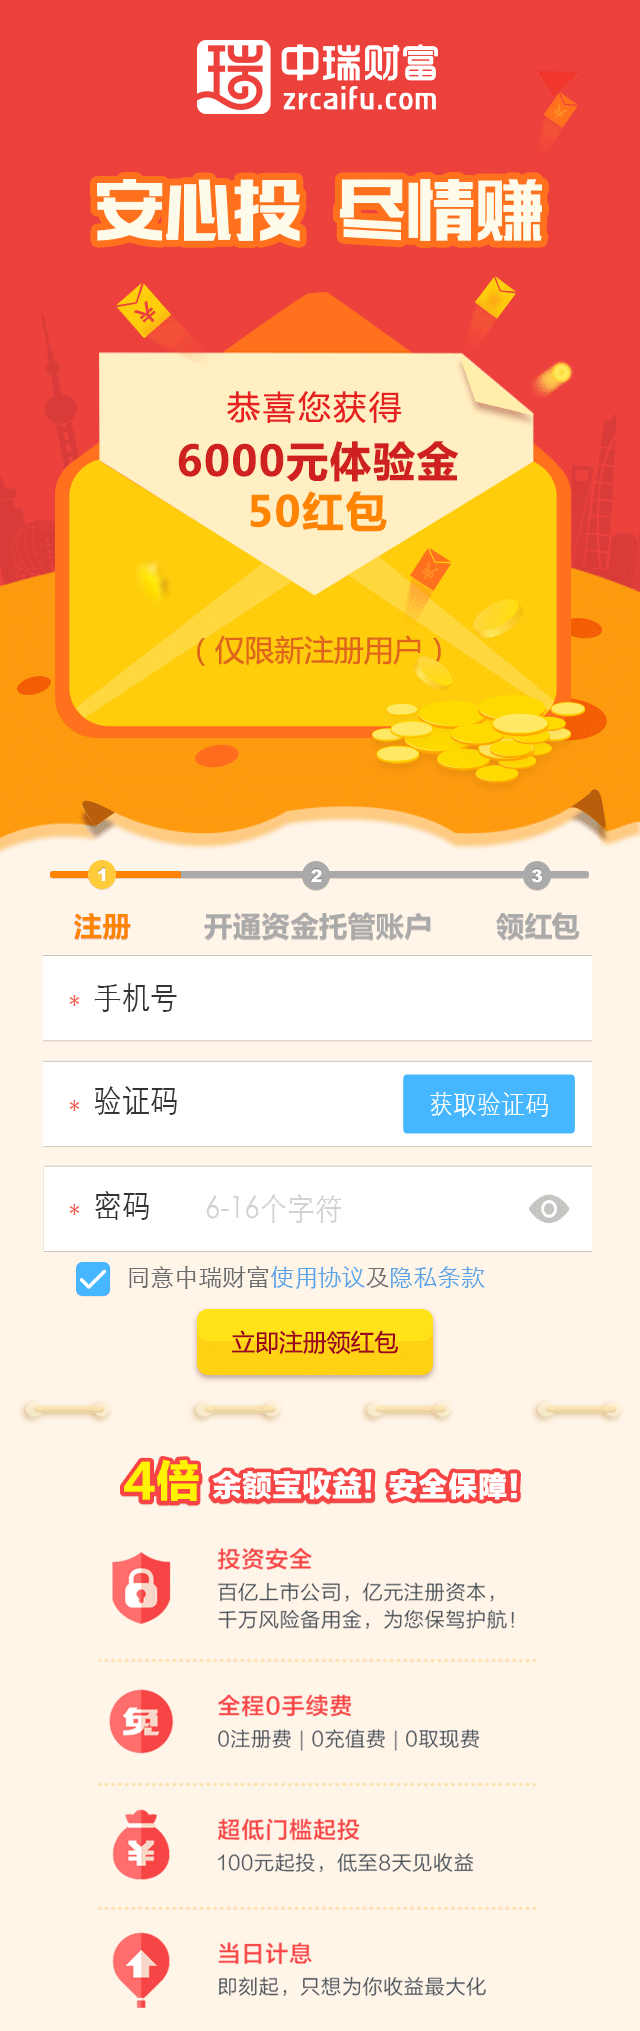 瑞
中瑞财富
zrcaifu.com
安心投 尽情赚
恭喜您获得
6000元体验金
50红包
（仅限新注册用户）
1 2 3
注册 开通资金托管账户 领红包
* 手机号
* 验证码 获取验证码
* 密码 6-16个字符
同意中瑞财富使用协议及隐私条款
立即注册领红包
4倍 余额宝收益！安全保障！
投资安全
百亿上市公司，亿元注册资本，
千万风险备用金，为您保驾护航！
免
全程0手续费
0注册费 | 0充值费 | 0取现费
¥
超低门槛起投
100元起投，低至8天见收益
当日计息
即刻起，只想为你收益最大化